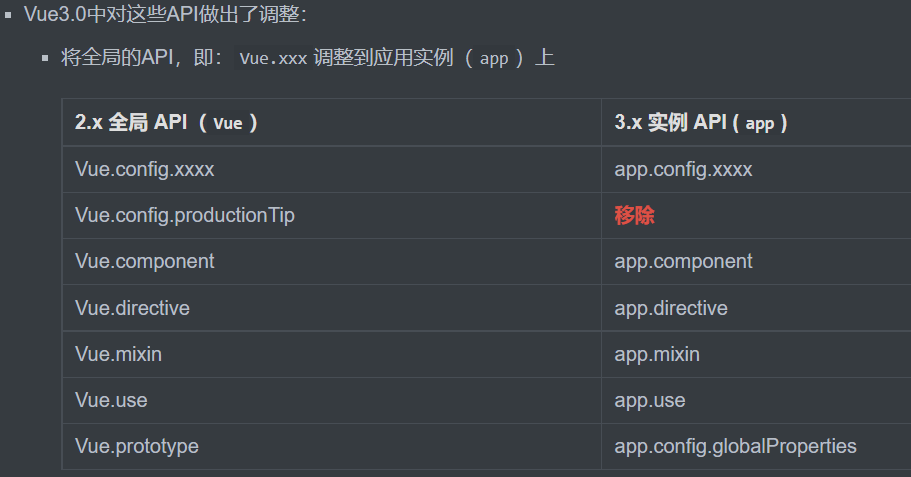 Vue3.0中对这些API做出了调整：
将全局的API，即：Vue.xxx 调整到应用实例（app）上
2.x 全局 API（Vue）
3.x 实例 API (app)
Vue.config.xxxx
app.config.xxxx
Vue.config.productionTip
移除
Vue.component
app.component
Vue.directive
app.directive
Vue.mixin
app.mixin
Vue.use
app.use
Vue.prototype
app.config.globalProperties